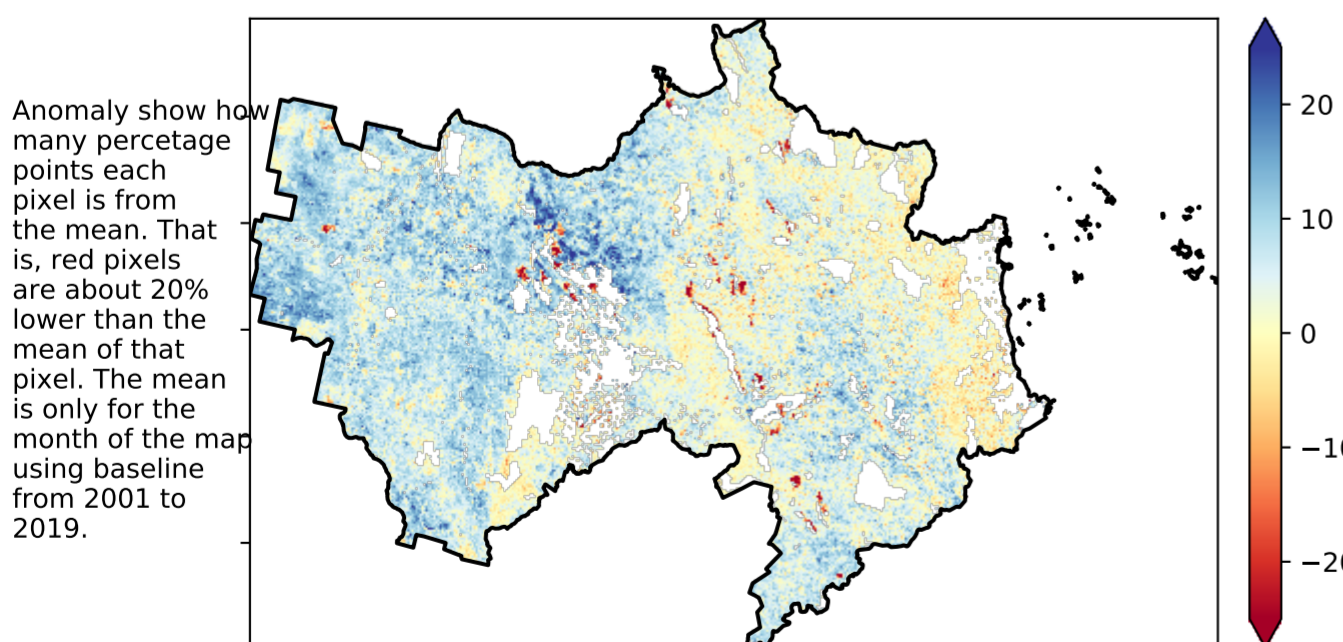 Anomaly show how
many percetage
points each
pixel is from
the mean. That
is, red pixels
are about 20%
lower than the
mean of that
pixel. The mean
is only for the
month of the map
using baseline
from 2001 to
2019.
20
10
0
−10
−20